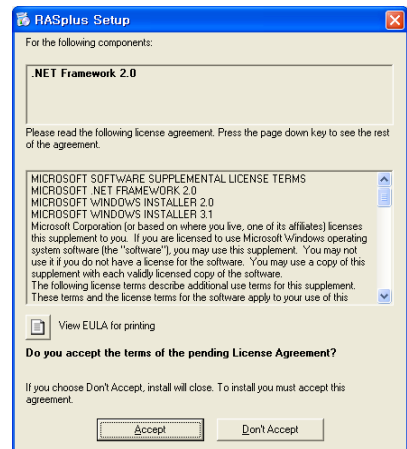 RASplus Setup
For the following components:
.NET Framework 2.0
Please read the following license agreement. Press the page down key to see the rest
of the agreement.
MICROSOFT SOFTWARE SUPPLEMENTAL LICENSE TERMS
MICROSOFT .NET FRAMEWORK 2.0
MICROSOFT WINDOWS INSTALLER 2.0
MICROSOFT WINDOWS INSTALLER 3.1
Microsoft Corporation (or based on where you live, one of its affiliates) licenses
this supplement to you.  If you are licensed to use Microsoft Windows operating
system software (the "software"), you may use this supplement.  You may not
use it if you do not have a license for the software.  You may use a copy of this
supplement with each validly licensed copy of the software.
The following license terms describe additional use terms for this supplement.
These terms and the license terms for the software apply to your use of this
View EULA for printing
Do you accept the terms of the pending License Agreement?
If you choose Don't Accept, install will close. To install you must accept this
agreement.
Accept
Don't Accept